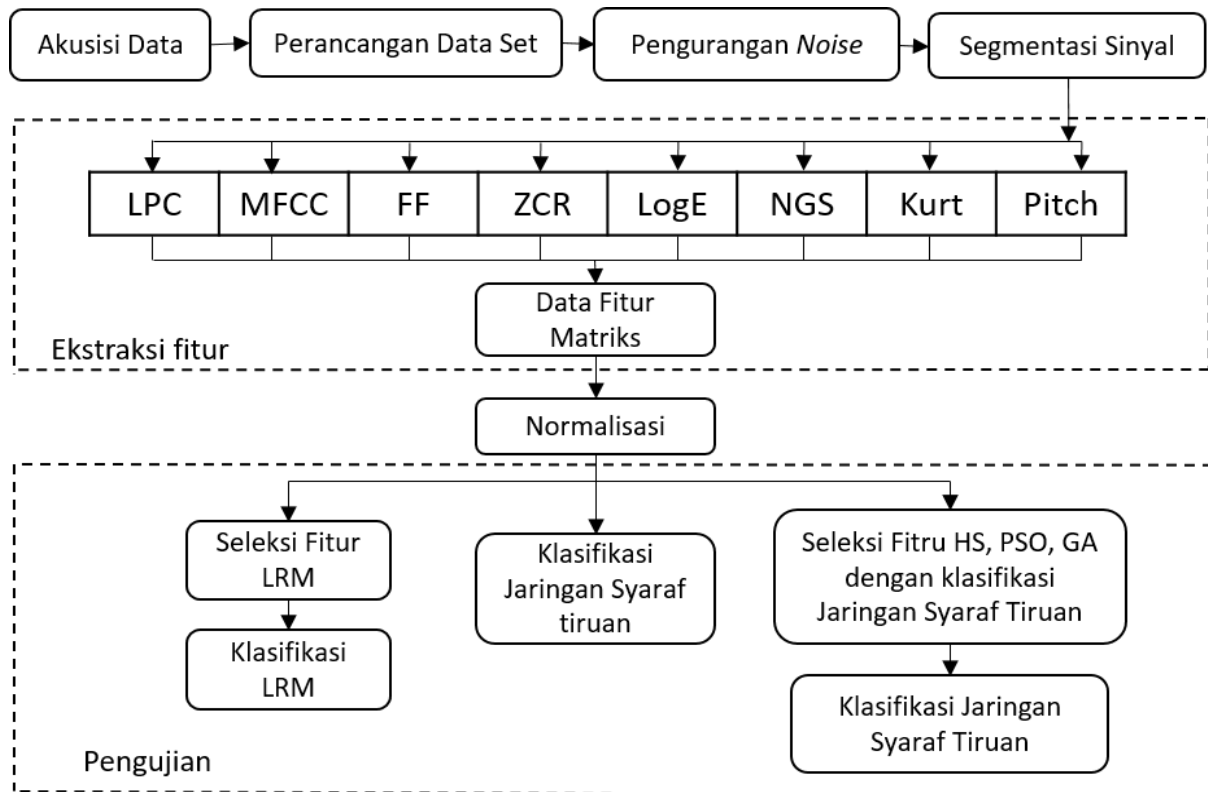 Akusisi Data
Perancangan Data Set
Pengurangan Noise
Segmentasi Sinyal
LPC
MFCC
FF
ZCR
LogE
NGS
Kurt
Pitch
Data Fitur
Matriks
Ekstraksi fitur
Normalisasi
Seleksi Fitur
LRM
Klasifikasi
LRM
Klasifikasi
Jaringan Syaraf
tiruan
Seleksi Fitru HS, PSO, GA
dengan klasifikasi
Jaringan Syaraf Tiruan
Klasifikasi Jaringan
Syaraf Tiruan
Pengujian